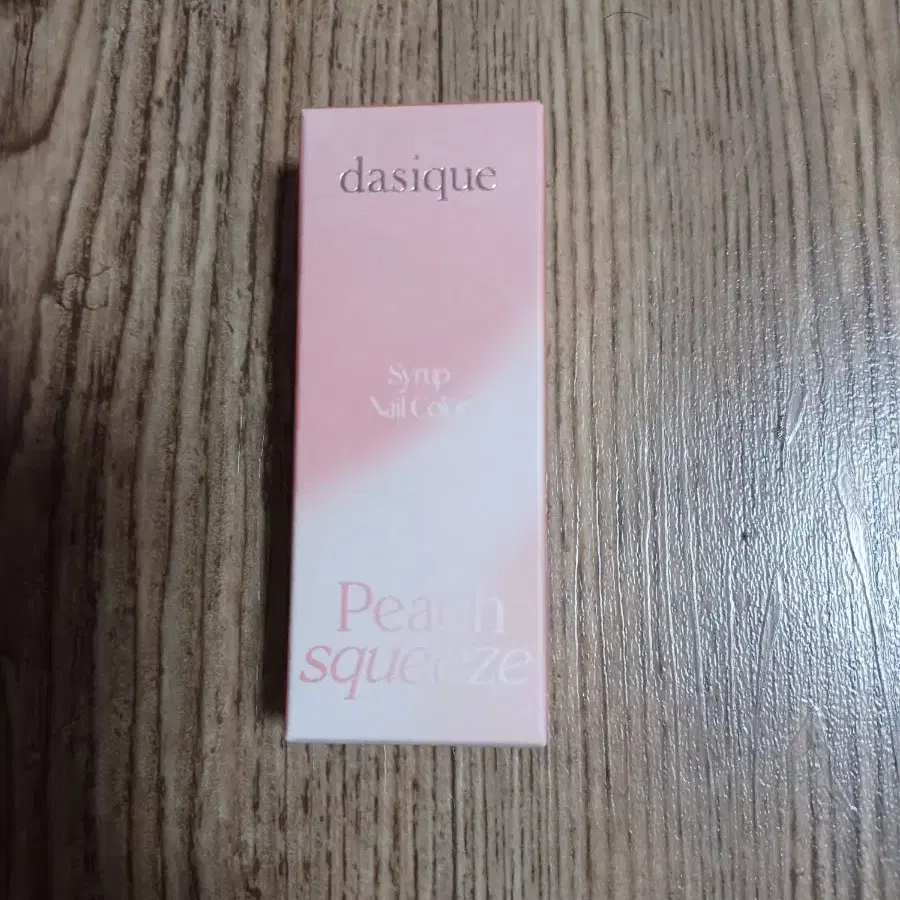 dasique
Syrup
Nail Color
Peach
squeeze